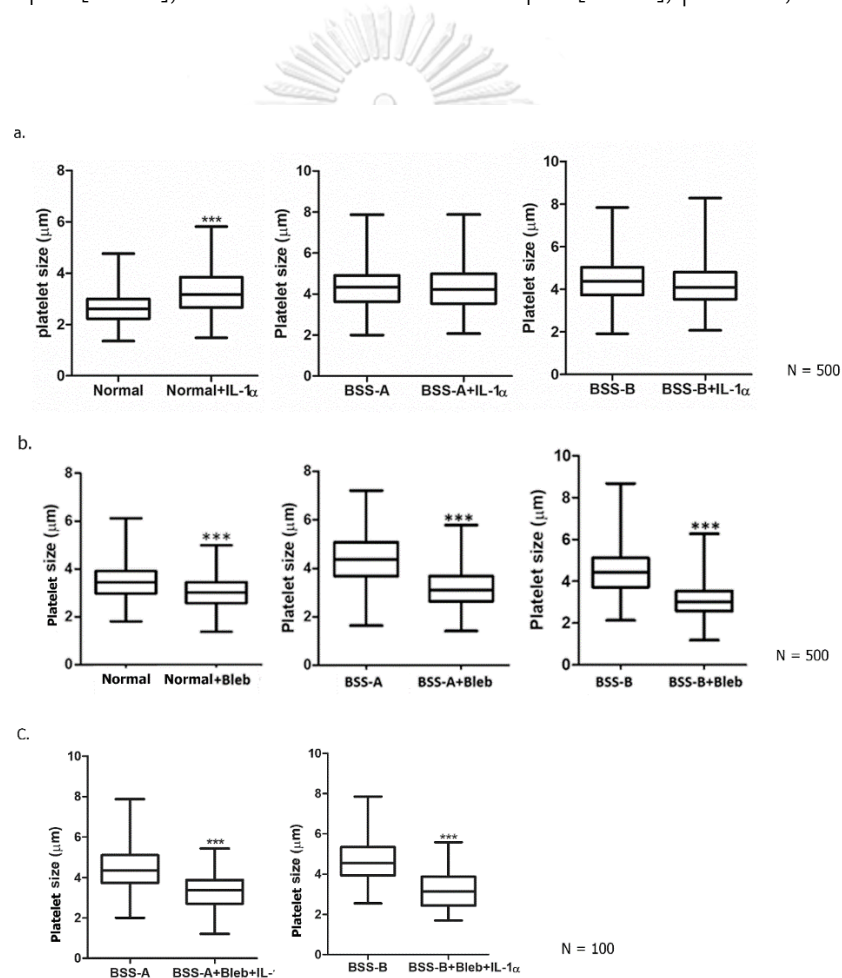 a.
8
6
4
2
0
platelet size (μm)
***
Normal
Normal+IL-1α
10
8
6
4
2
0
Platelet size (μm)
BSS-A
BSS-A+IL-1α
10
8
6
4
2
0
Platelet size (μm)
BSS-B
BSS-B+IL-1α
N = 500
b.
8
6
4
2
0
Platelet size (μm)
***
Normal
Normal+Bleb
8
6
4
2
0
Platelet size (μm)
***
BSS-A
BSS-A+Bleb
10
8
6
4
2
0
Platelet size (μm)
***
BSS-B
BSS-B+Bleb
N = 500
C.
10
8
6
4
2
0
Platelet size (μm)
***
BSS-A
BSS-A+Bleb+IL-
10
8
6
4
2
0
Platelet size (μm)
***
BSS-B
BSS-B+Bleb+IL-1α
N = 100